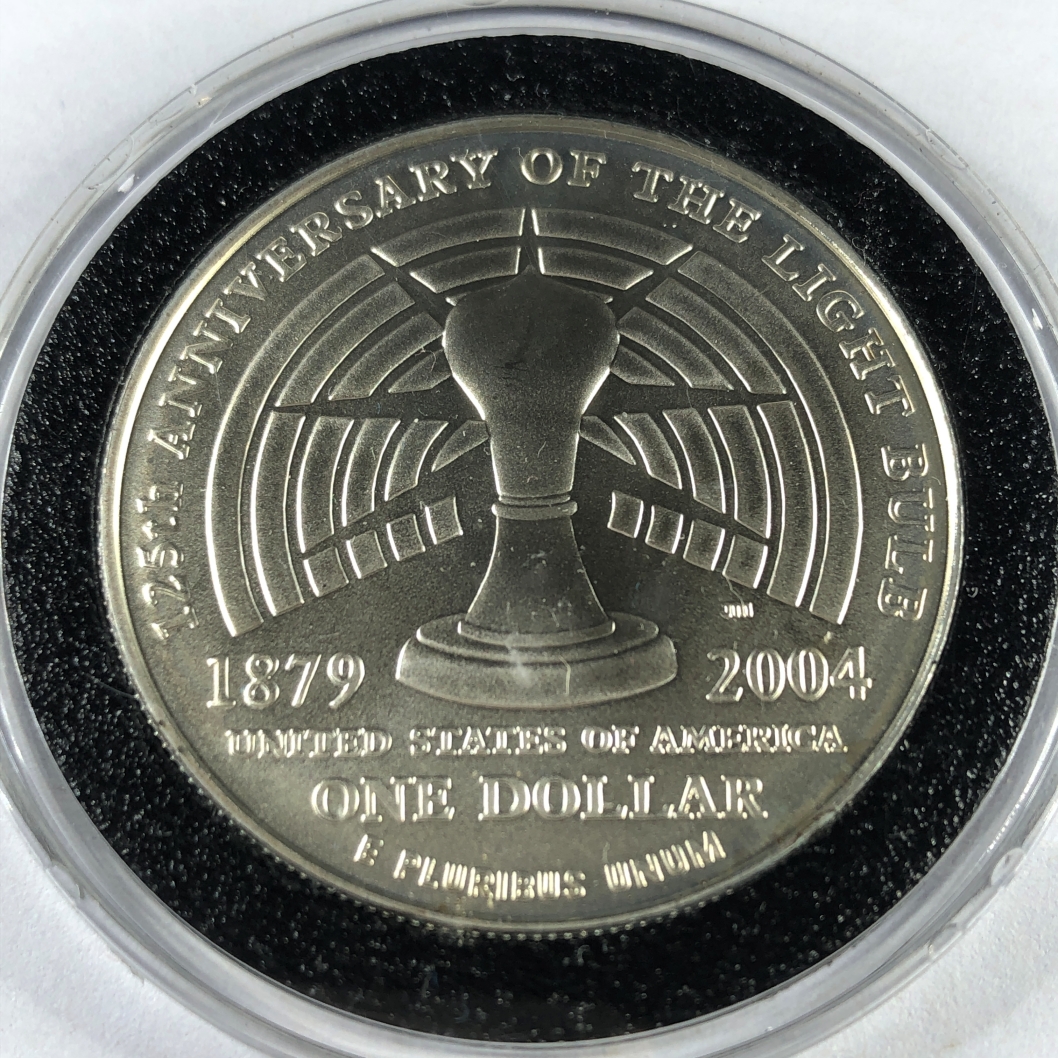 125th ANNIVERSARY OF THE LIGHT BULB
1879 2004
UNITED STATES OF AMERICA
ONE DOLLAR
E PLURIBUS UNUM